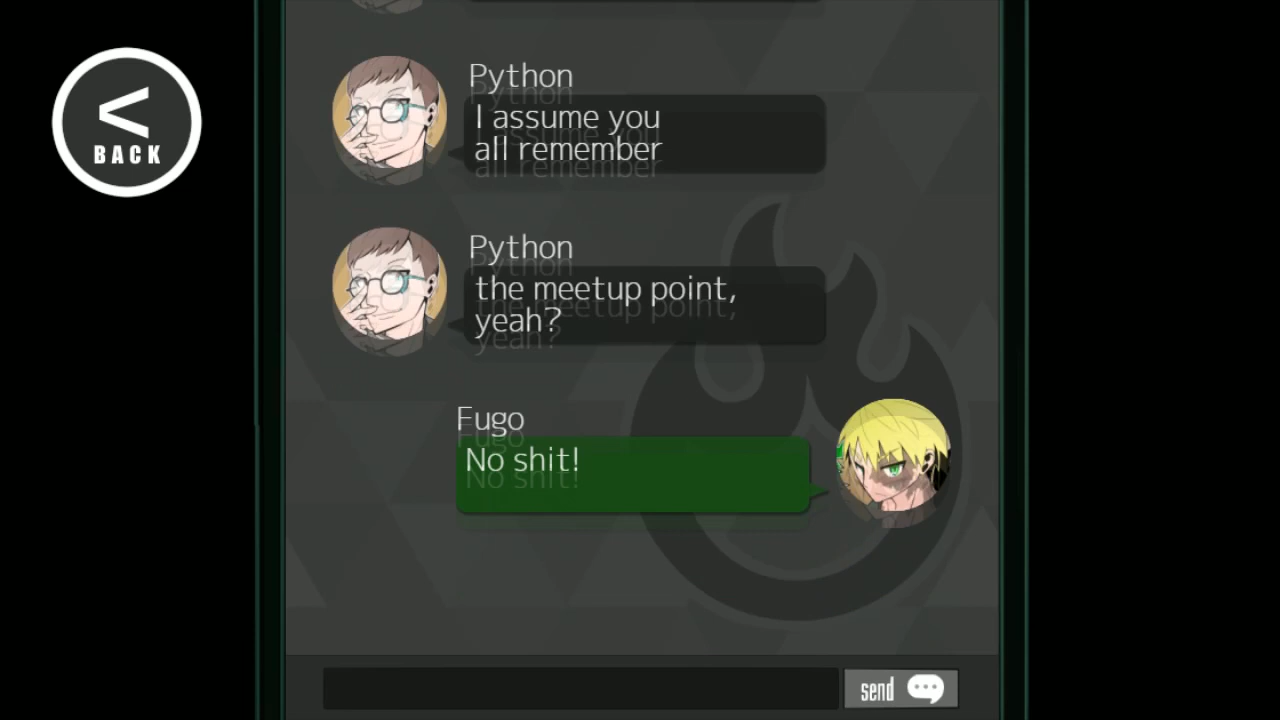 <
BACK
Python
I assume you
all remember
Python
the meetup point,
yeah?
Fugo
No shit!
send